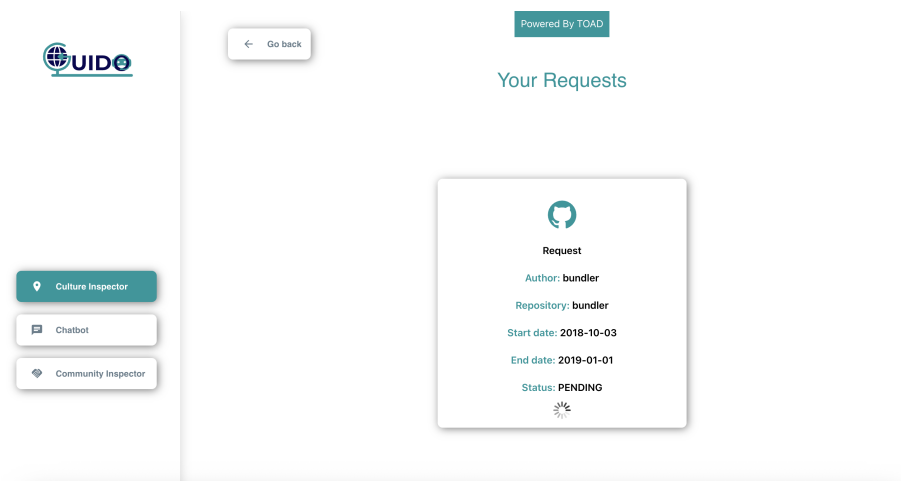 GUIDO
Go back
Powered By TOAD
Your Requests
Request
Author: bundler
Repository: bundler
Start date: 2018-10-03
End date: 2019-01-01
Status: PENDING
Culture Inspector
Chatbot
Community Inspector